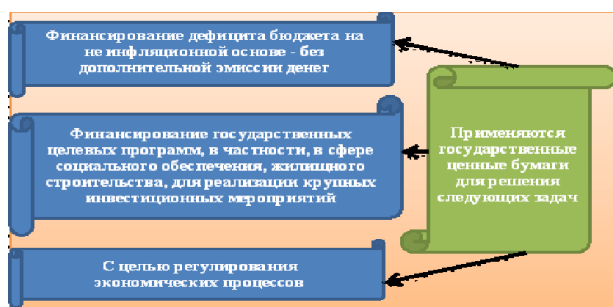 Финансирование дефицита бюджета на
не инфляционной основе - без
дополнительной эмиссии денег
Финансирование государственных
целевых программ, в частности, в сфере
социального обеспечения, жилищного
строительства, для реализации крупных
инвестиционных мероприятий
С целью регулирования
экономических процессов
Применяются
государственные
ценные бумаги
для решения
следующих задач